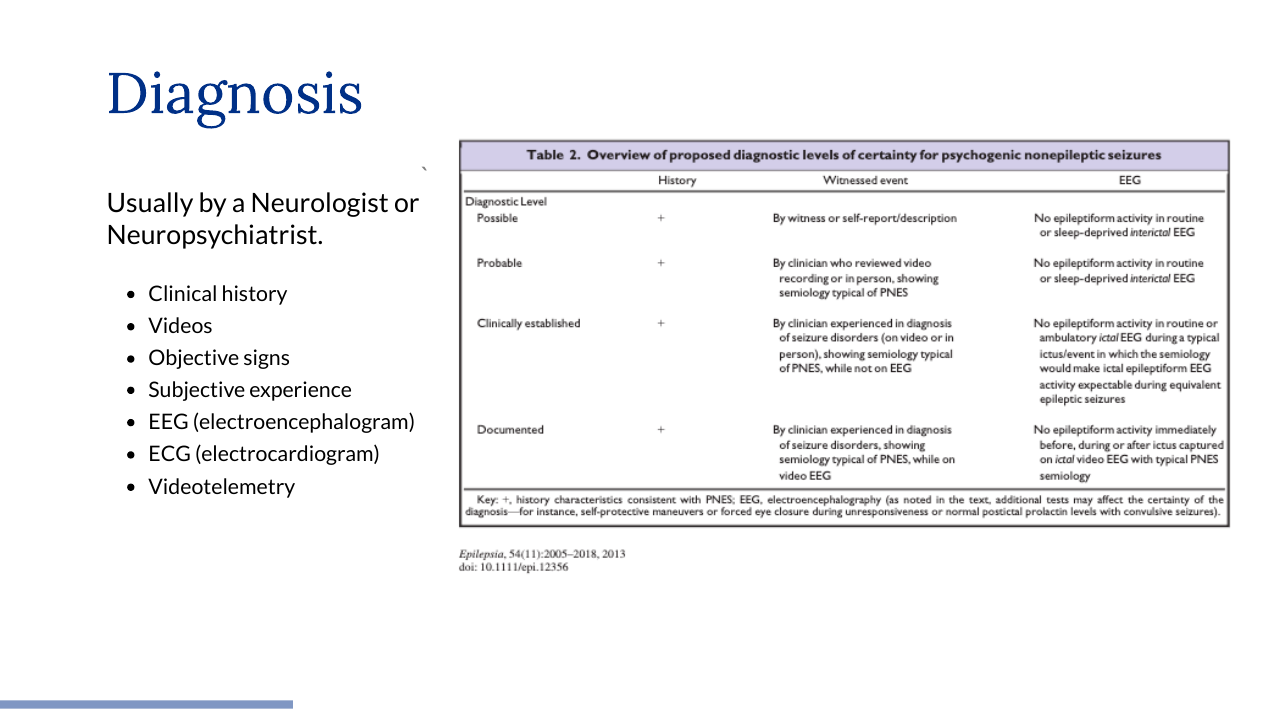 Diagnosis
`
Usually by a Neurologist or
Neuropsychiatrist.
• Clinical history
• Videos
• Objective signs
• Subjective experience
• EEG (electroencephalogram)
• ECG (electrocardiogram)
• Videotelemetry
Table 2. Overview of proposed diagnostic levels of certainty for psychogenic nonepileptic seizures
History Witnessed event EEG
Diagnostic Level
Possible + By witness or self-report/description No epileptiform activity in routine
or sleep-deprived interictal EEG
Probable + By clinician who reviewed video No epileptiform activity in routine
recording or in person, showing or sleep-deprived interictal EEG
semiology typical of PNES
Clinically established + By clinician experienced in diagnosis No epileptiform activity in routine or
of seizure disorders (on video or in ambulatory ictal EEG during a typical
person), showing semiology typical ictus/event in which the semiology
of PNES, while not on EEG would make ictal epileptiform EEG
activity expectable during equivalent
epileptic seizures
Documented + By clinician experienced in diagnosis No epileptiform activity immediately
of seizure disorders, showing before, during or after ictus captured
semiology typical of PNES, while on on ictal video EEG with typical PNES
video EEG semiology
Key: +, history characteristics consistent with PNES; EEG, electroencephalography (as noted in the text, additional tests may affect the certainty of the
diagnosis—for instance, self-protective maneuvers or forced eye closure during unresponsiveness or normal postictal prolactin levels with convulsive seizures).
Epilepsia, 54(11):2005–2018, 2013
doi: 10.1111/epi.12356